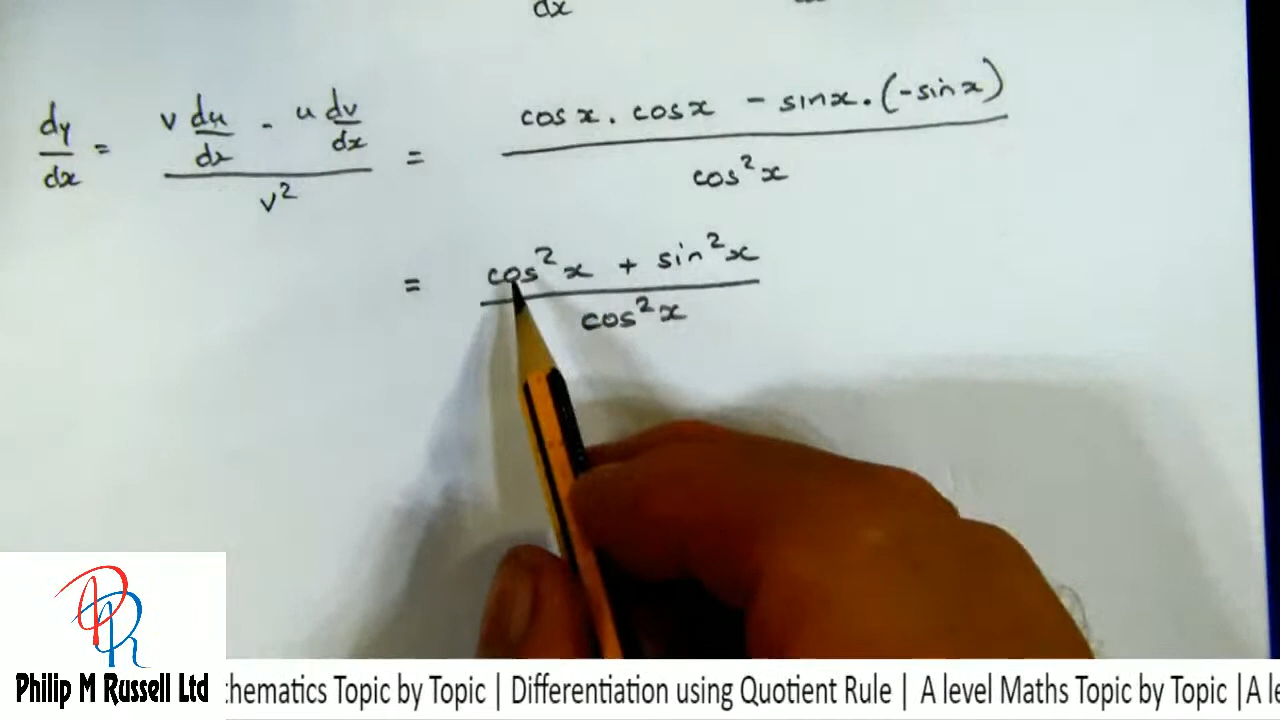 dx
dy/dx = (v du/dx - u dv/dx) / v² = (cos x . cos x - sin x . (-sin x)) / cos² x
= (cos² x + sin² x) / cos² x
Philip M Russell Ltd
thematics Topic by Topic | Differentiation using Quotient Rule | A level Maths Topic by Topic |A le